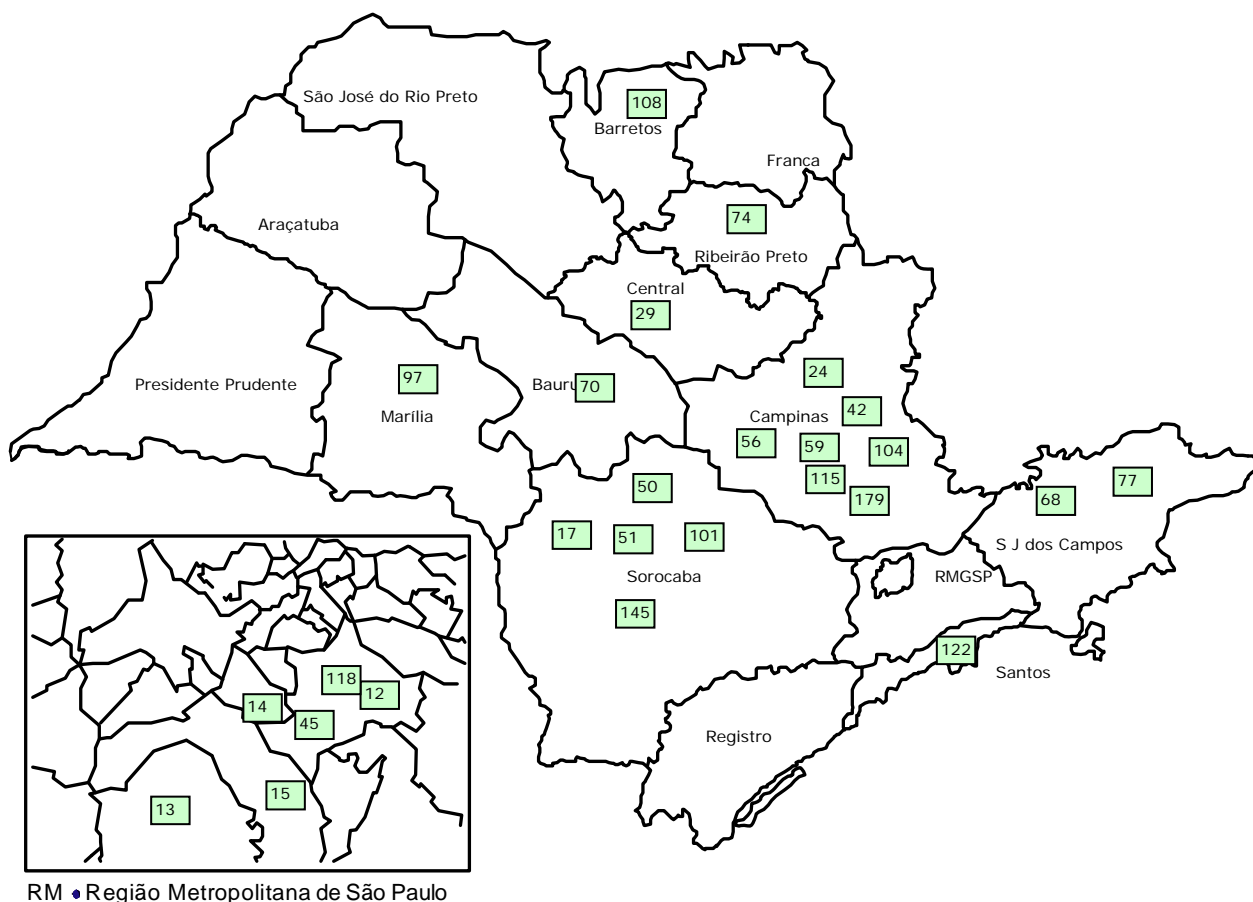 São José do Rio Preto
108
Barretos
Franca
Araçatuba
74
Ribeirão Preto
Central
29
Presidente Prudente
97
Marília
Bauru
70
24
42
Campinas
56
59
104
115
179
50
17
51
101
Sorocaba
145
68
77
S J dos Campos
RMGSP
122
Santos
Registro
118
12
14
45
15
13
RM • Região Metropolitana de São Paulo